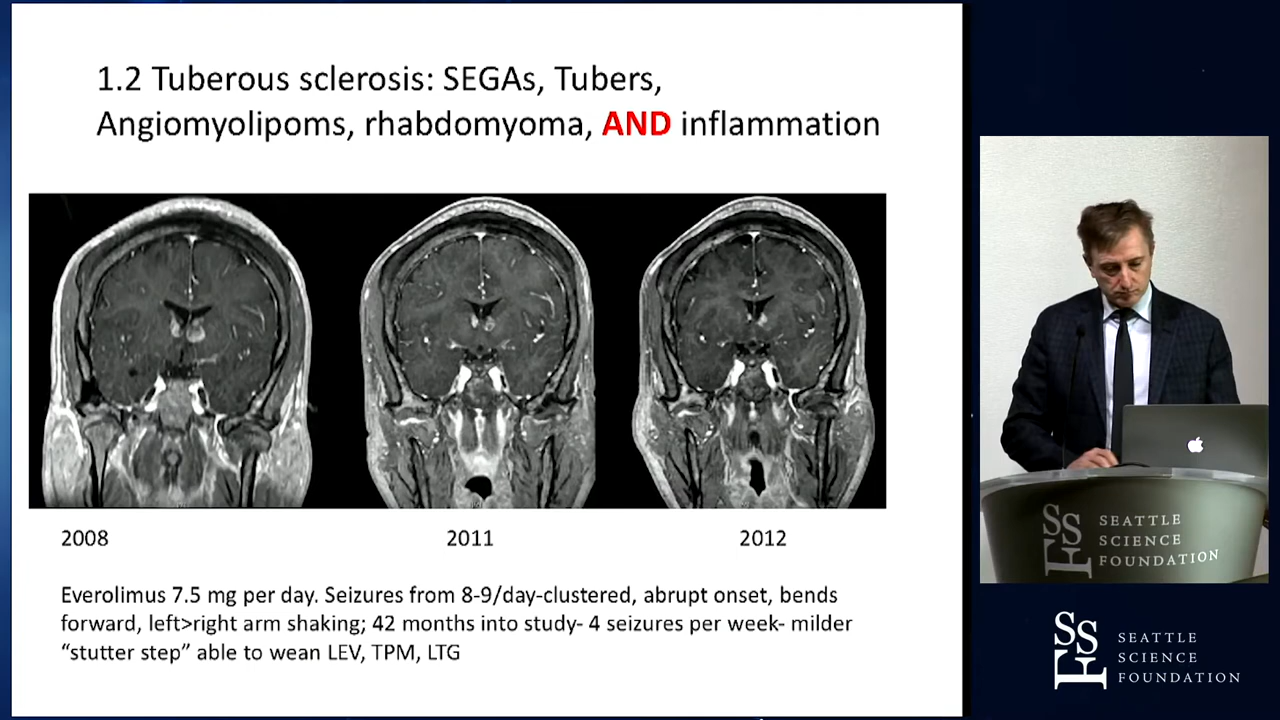 1.2 Tuberous sclerosis: SEGAs, Tubers,
Angiomyolipoms, rhabdomyoma, AND inflammation
2008
2011
2012
Everolimus 7.5 mg per day. Seizures from 8-9/day-clustered, abrupt onset, bends
forward, left>right arm shaking; 42 months into study- 4 seizures per week- milder
“stutter step” able to wean LEV, TPM, LTG
SSF
SEATTLE
SCIENCE
FOUNDATION
SSF
SEATTLE
SCIENCE
FOUNDATION